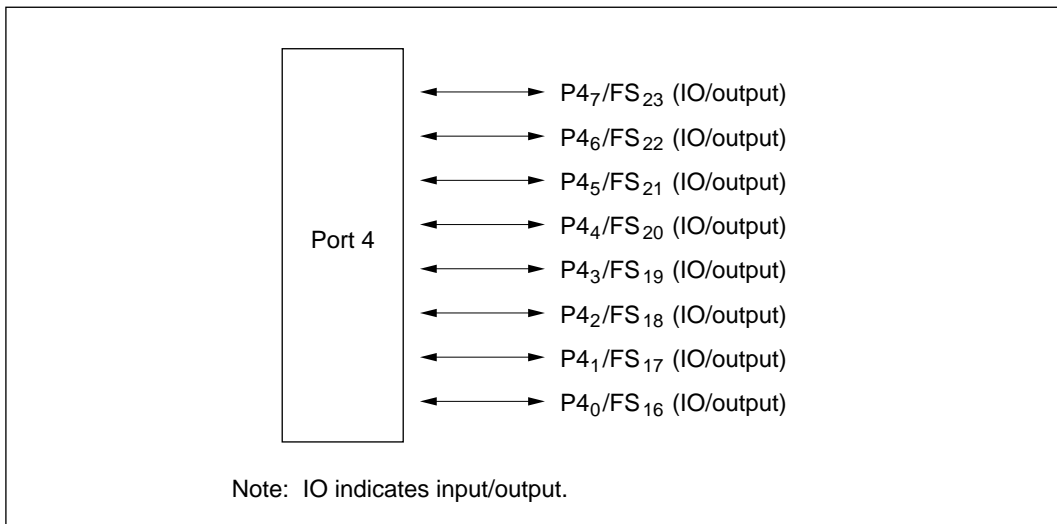 P4₇/FS₂₃ (IO/output)
P4₆/FS₂₂ (IO/output)
P4₅/FS₂₁ (IO/output)
P4₄/FS₂₀ (IO/output)
Port 4
P4₃/FS₁₉ (IO/output)
P4₂/FS₁₈ (IO/output)
P4₁/FS₁₇ (IO/output)
P4₀/FS₁₆ (IO/output)
Note: IO indicates input/output.